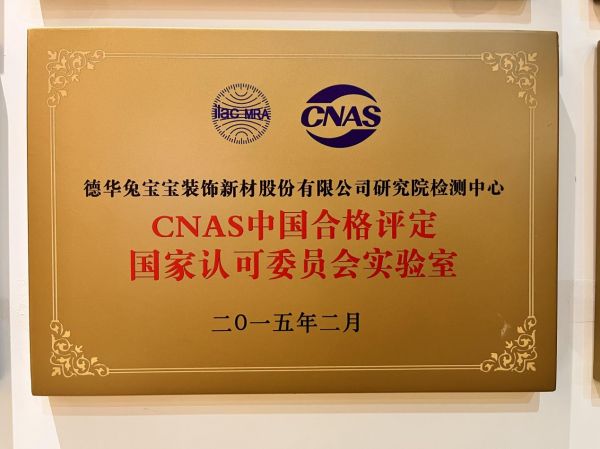 ilac-MRA
CNAS
德华兔宝宝装饰新材股份有限公司研究院检测中心
CNAS中国合格评定
国家认可委员会实验室
二〇一五年二月